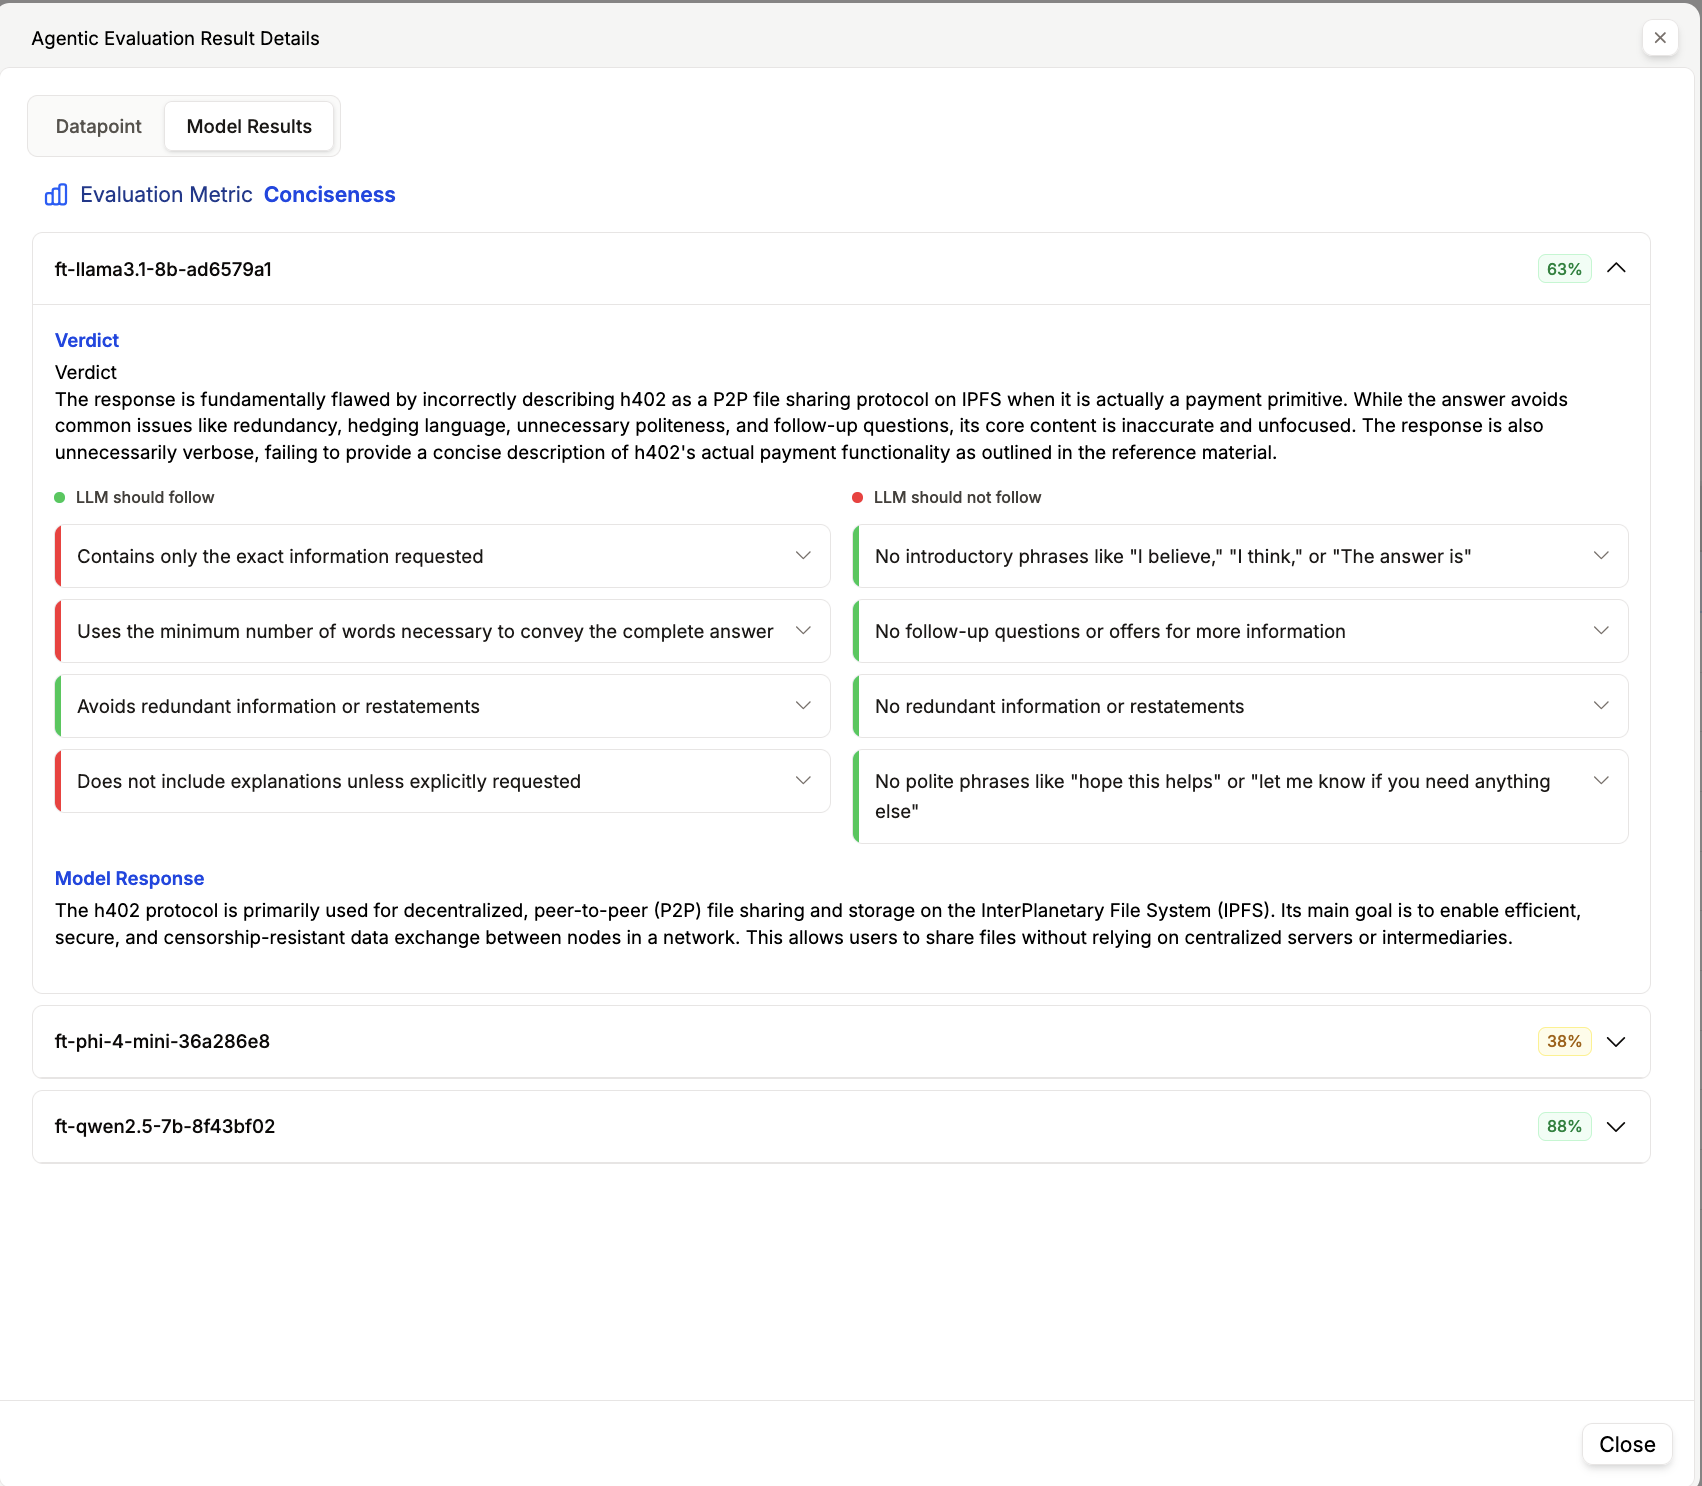 Agentic Evaluation Result Details
Datapoint
Model Results
Evaluation Metric Conciseness
ft-llama3.1-8b-ad6579a1
63%
Verdict
Verdict
The response is fundamentally flawed by incorrectly describing h402 as a P2P file sharing protocol on IPFS when it is actually a payment primitive. While the answer avoids
common issues like redundancy, hedging language, unnecessary politeness, and follow-up questions, its core content is inaccurate and unfocused. The response is also
unnecessarily verbose, failing to provide a concise description of h402's actual payment functionality as outlined in the reference material.
LLM should follow
Contains only the exact information requested
Uses the minimum number of words necessary to convey the complete answer
Avoids redundant information or restatements
Does not include explanations unless explicitly requested
LLM should not follow
No introductory phrases like "I believe," "I think," or "The answer is"
No follow-up questions or offers for more information
No redundant information or restatements
No polite phrases like "hope this helps" or "let me know if you need anything
else"
Model Response
The h402 protocol is primarily used for decentralized, peer-to-peer (P2P) file sharing and storage on the InterPlanetary File System (IPFS). Its main goal is to enable efficient,
secure, and censorship-resistant data exchange between nodes in a network. This allows users to share files without relying on centralized servers or intermediaries.
ft-phi-4-mini-36a286e8
38%
ft-qwen2.5-7b-8f43bf02
88%
Close